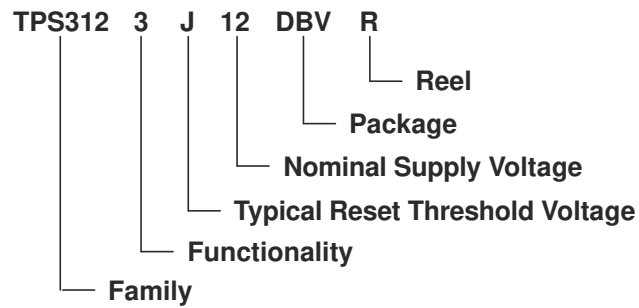 TPS312 3 J 12 DBV R
Reel
Package
Nominal Supply Voltage
Typical Reset Threshold Voltage
Functionality
Family